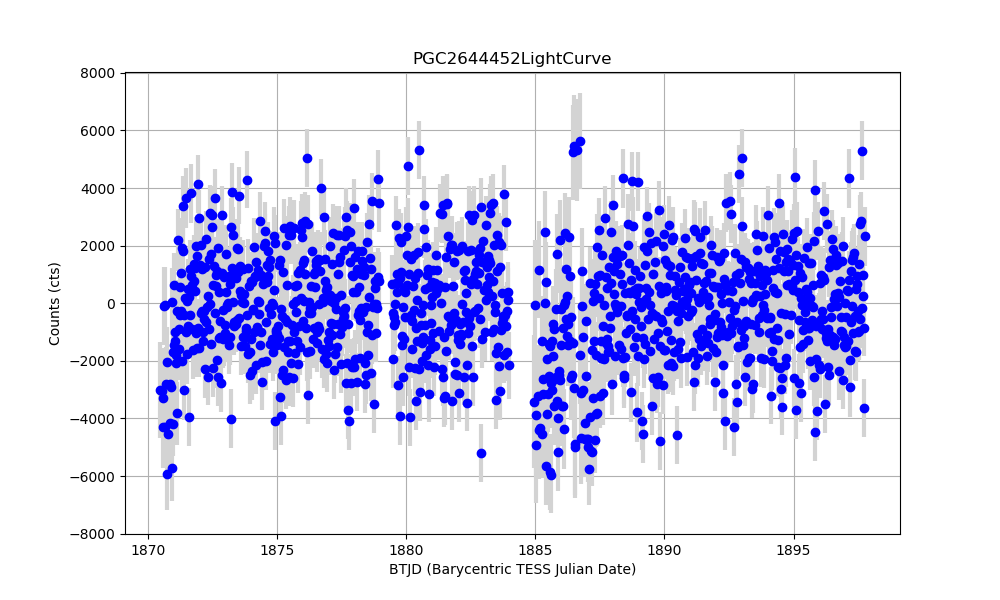 PGC2644452LightCurve
8000
6000
4000
2000
0
−2000
−4000
−6000
−8000
Counts (cts)
1870 1875 1880 1885 1890 1895
BTJD (Barycentric TESS Julian Date)